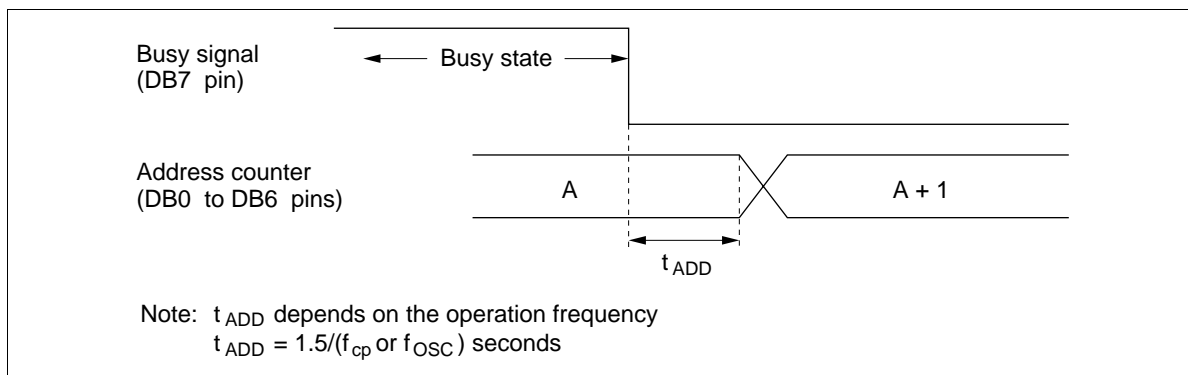 Busy signal
(DB7 pin)
Busy state
Address counter
(DB0 to DB6 pins)
A
A + 1
t ADD
Note: t ADD depends on the operation frequency
t ADD = 1.5/(f cp or f OSC ) seconds